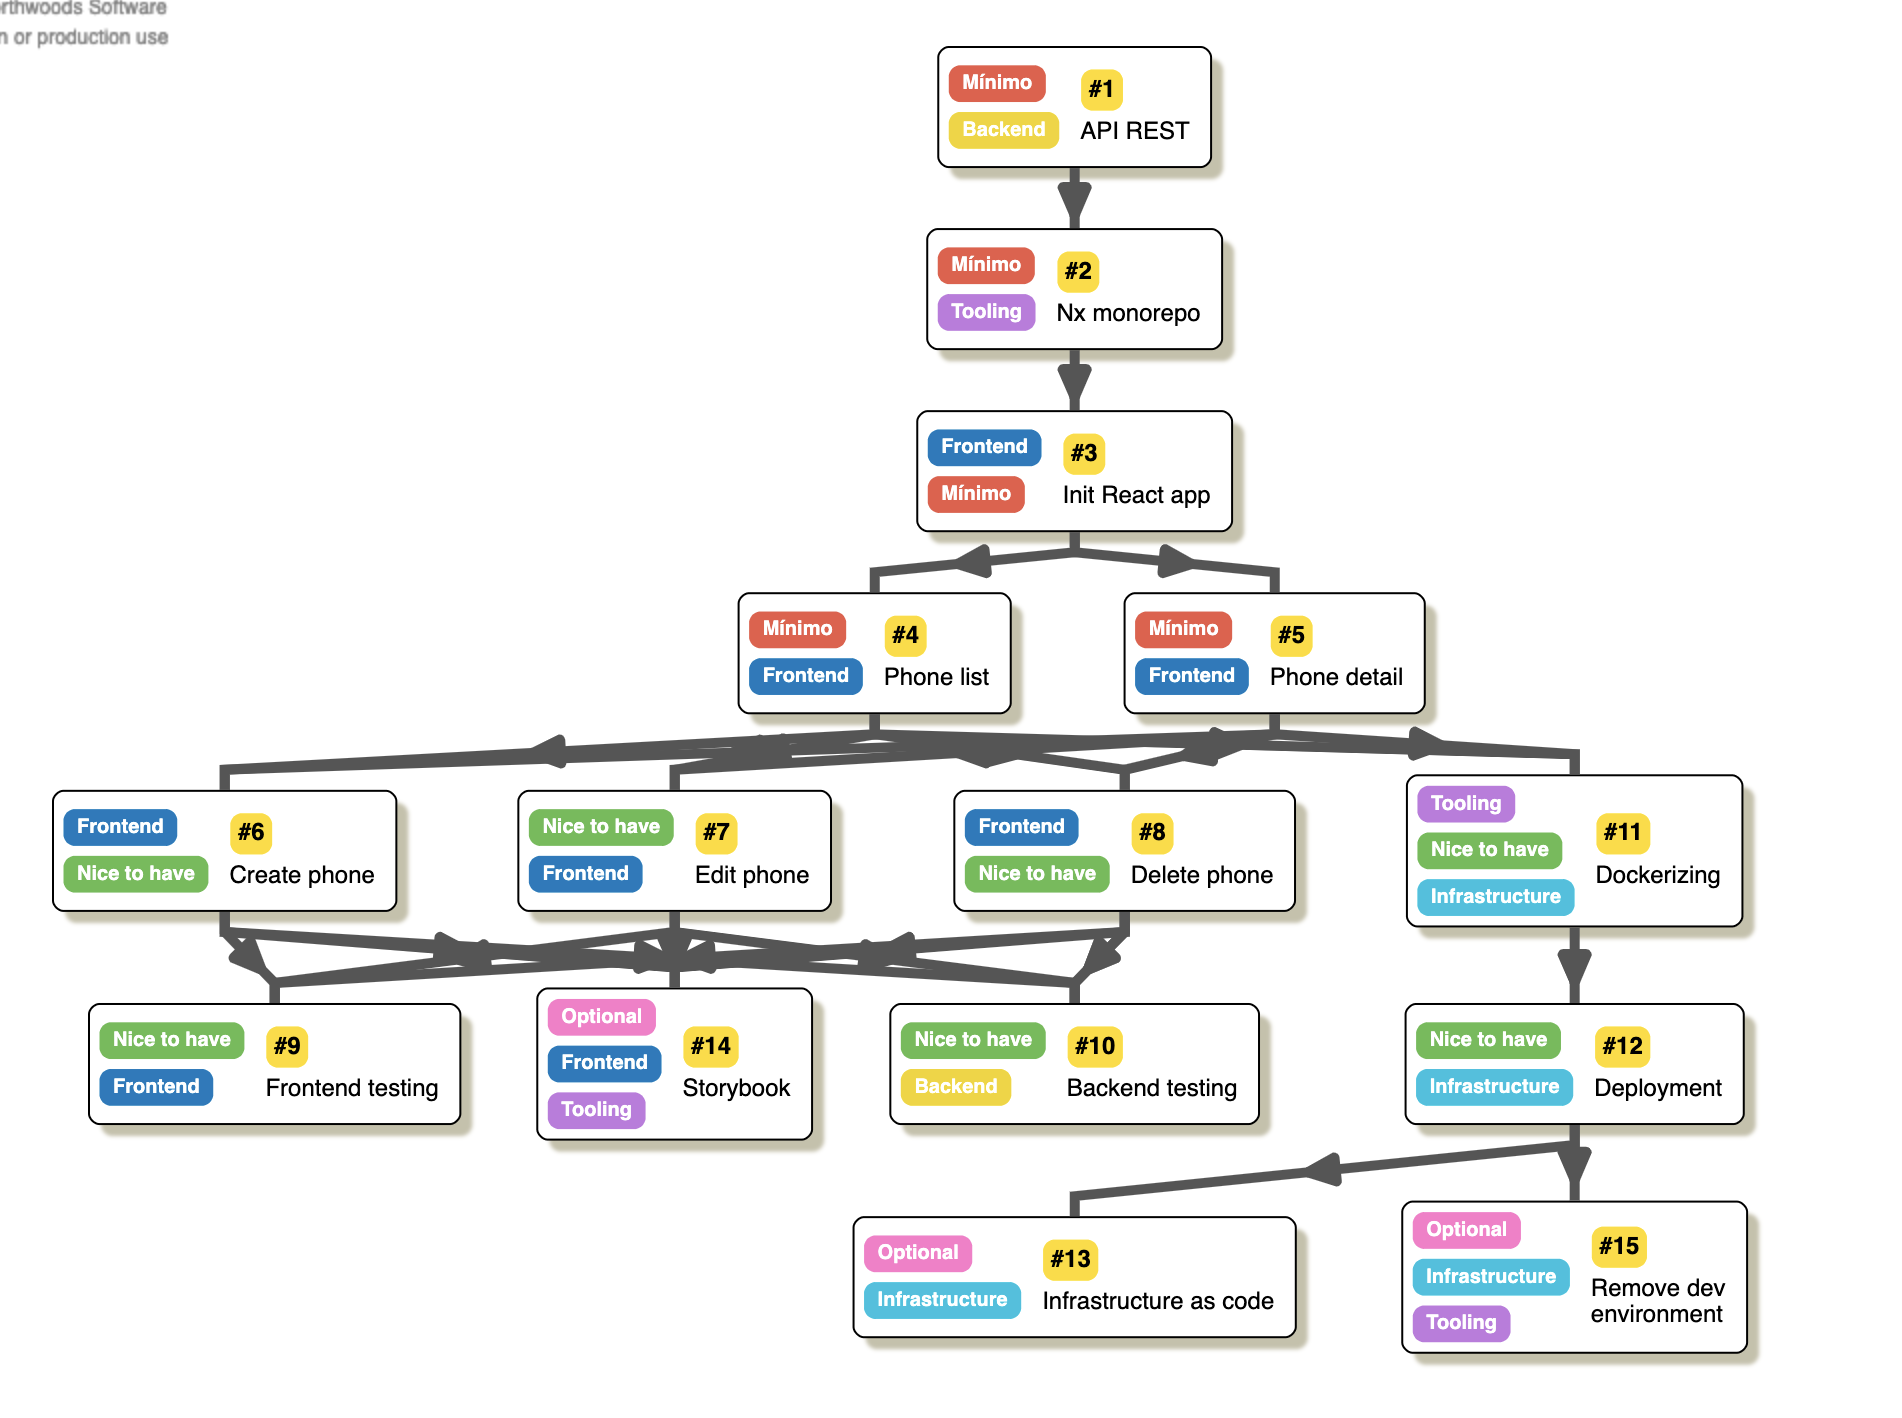 rthwoods Software
n or production use
Mínimo
#1
Backend
API REST
Mínimo
#2
Tooling
Nx monorepo
Frontend
#3
Mínimo
Init React app
Mínimo
#4
Frontend
Phone list
Mínimo
#5
Frontend
Phone detail
Frontend
#6
Nice to have
Create phone
Nice to have
#7
Frontend
Edit phone
Frontend
#8
Nice to have
Delete phone
Tooling
#11
Nice to have
Dockerizing
Infrastructure
Nice to have
#9
Frontend
Frontend testing
Optional
#14
Frontend
Storybook
Tooling
Nice to have
#10
Backend
Backend testing
Nice to have
#12
Infrastructure
Deployment
Optional
#13
Infrastructure
Infrastructure as code
Optional
#15
Infrastructure
Remove dev
environment
Tooling